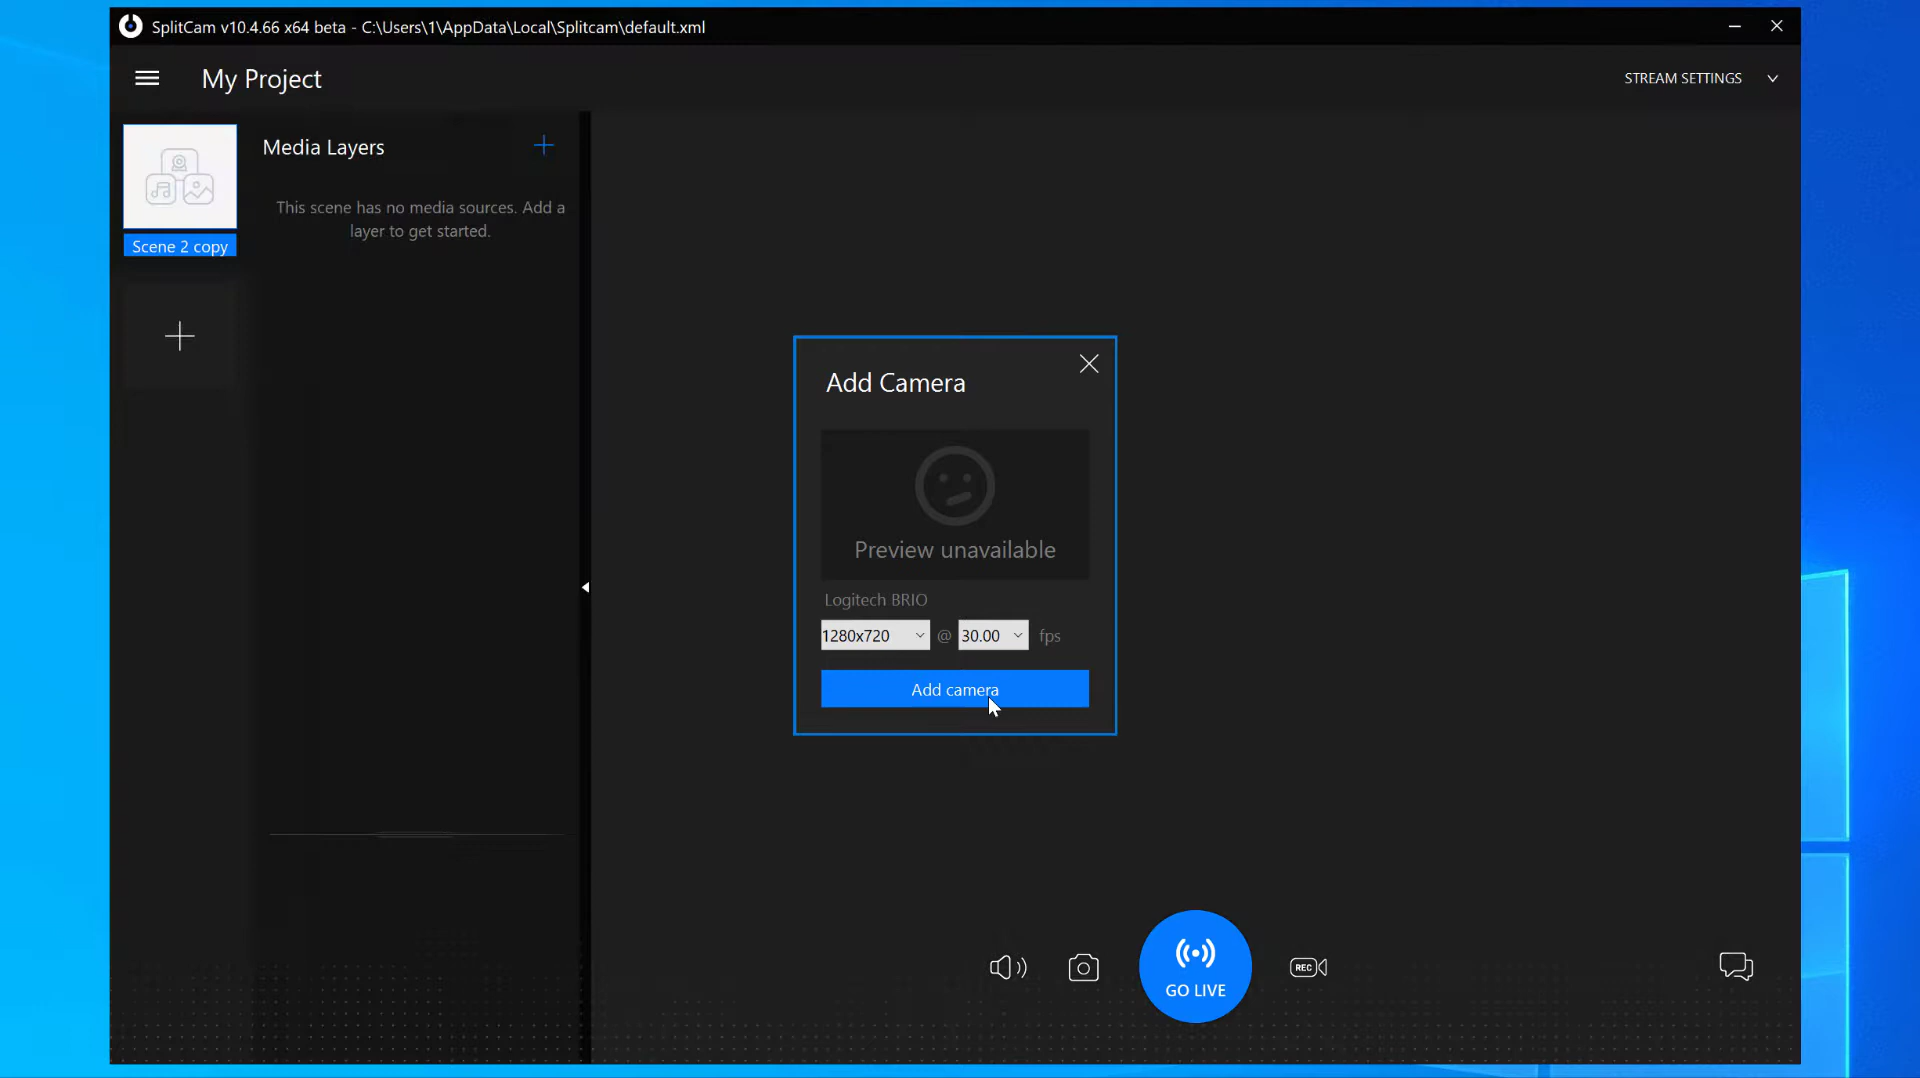 SplitCam v10.4.66 x64 beta - C:\Users\1\AppData\Local\Splitcam\default.xml
My Project
STREAM SETTINGS
Media Layers
This scene has no media sources. Add a
layer to get started.
Scene 2 copy
Add Camera
Preview unavailable
Logitech BRIO
1280x720 @ 30.00 fps
Add camera
GO LIVE
REC